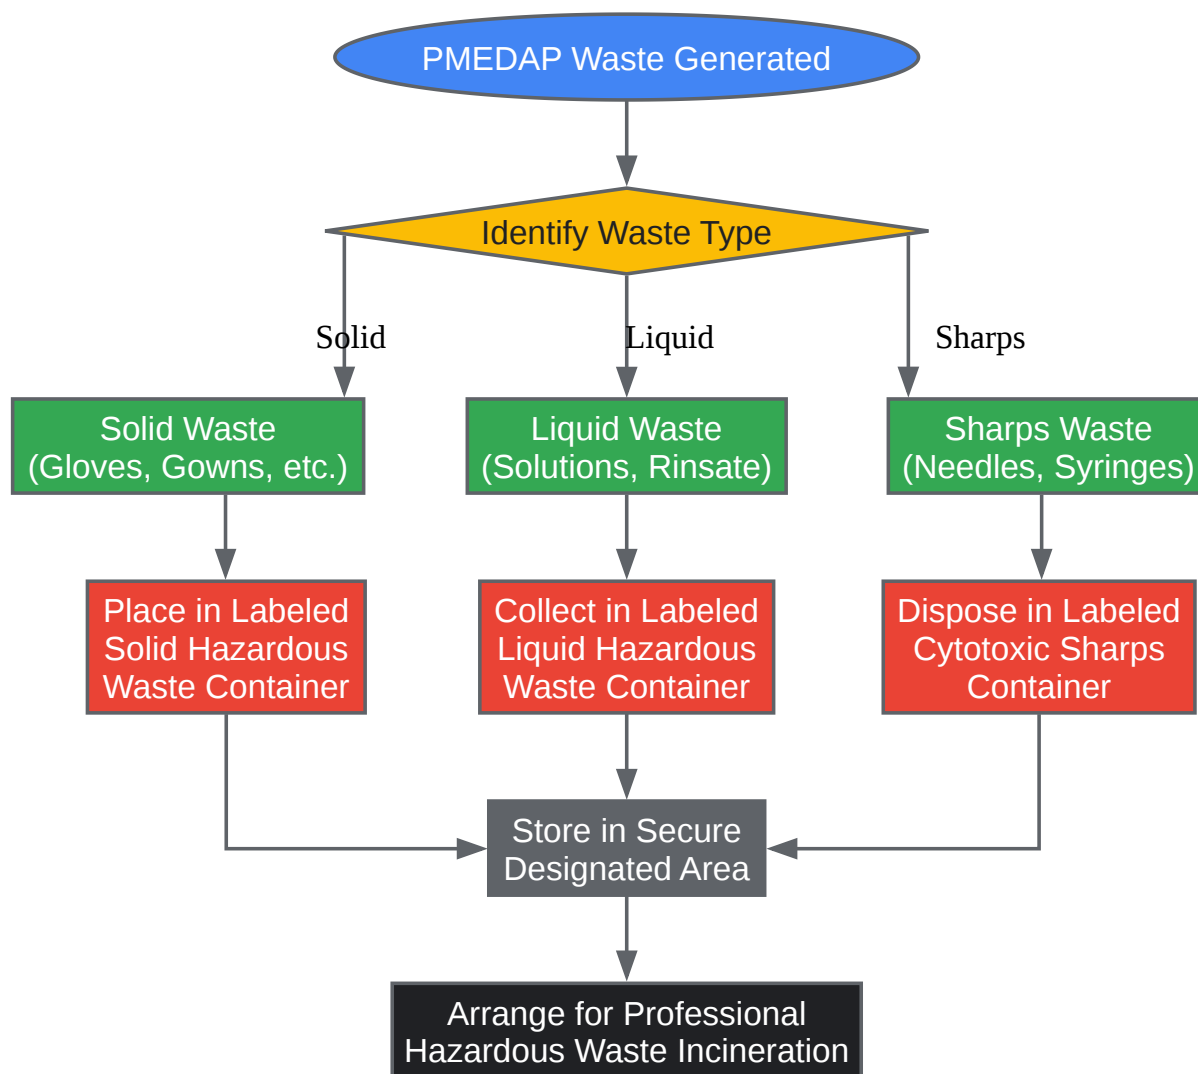 PMEDAP Waste Generated
Identify Waste Type
Solid
Liquid
Sharps
Solid Waste
(Gloves, Gowns, etc.)
Liquid Waste
(Solutions, Rinsate)
Sharps Waste
(Needles, Syringes)
Place in Labeled
Solid Hazardous
Waste Container
Collect in Labeled
Liquid Hazardous
Waste Container
Dispose in Labeled
Cytotoxic Sharps
Container
Store in Secure
Designated Area
Arrange for Professional
Hazardous Waste Incineration